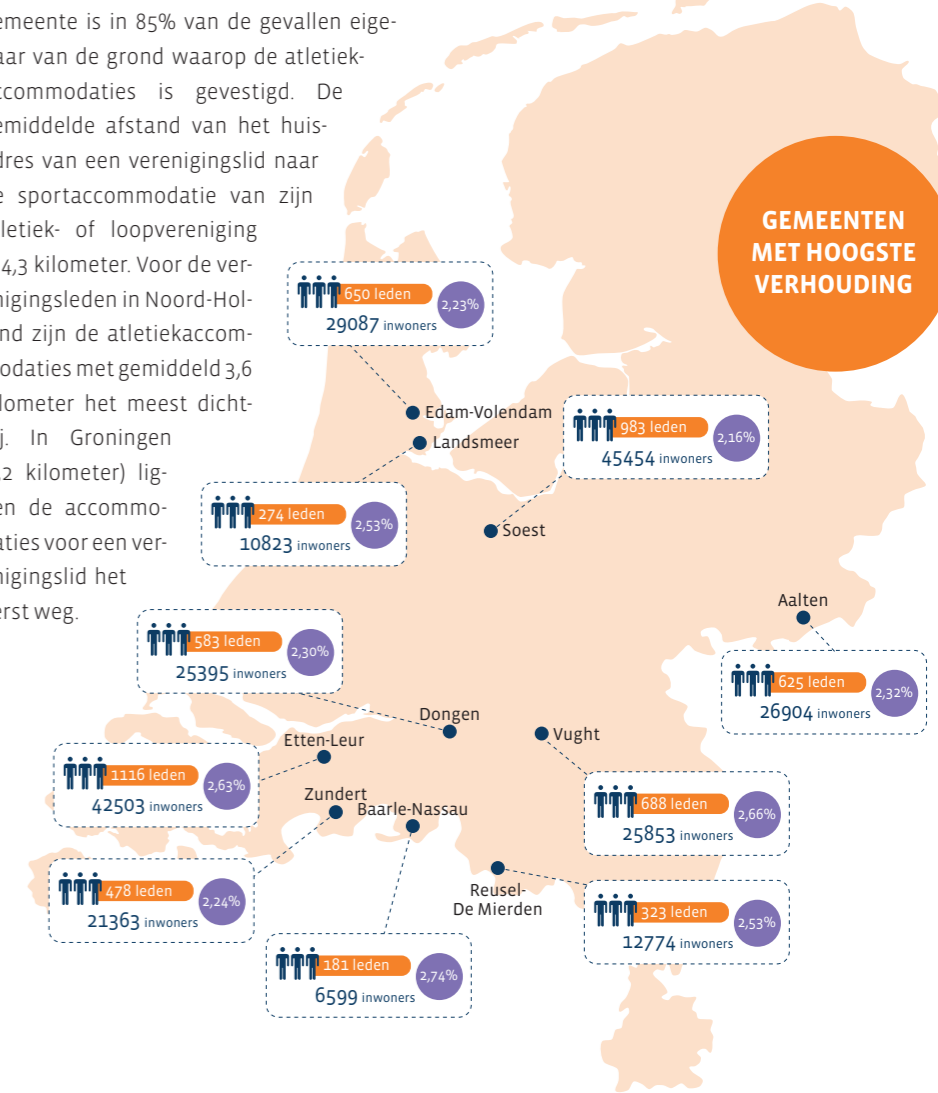 emeente is in 85% van de gevallen eige-
aar van de grond waarop de atletiek-
ccommodaties is gevestigd. De
emiddelde afstand van het huis-
dres van een verenigingslid naar
e sportaccommodatie van zijn
letiek- of loopvereniging
4,3 kilometer. Voor de ver-
nigingsleden in Noord-Hol-
nd zijn de atletiekaccom-
odaties met gemiddeld 3,6
lometer het meest dicht-
j. In Groningen
,2 kilometer) lig-
en de accommo-
aties voor een ver-
nigingslid het
erst weg.
GEMEENTEN
MET HOOGSTE
VERHOUDING
650 leden
2,23%
29087 inwoners
Edam-Volendam
Landsmeer
983 leden
2,16%
45454 inwoners
274 leden
2,53%
10823 inwoners
Soest
Aalten
583 leden
2,30%
25395 inwoners
625 leden
2,32%
26904 inwoners
Dongen
Vught
Etten-Leur
1116 leden
2,63%
42503 inwoners
Zundert
Baarle-Nassau
688 leden
2,66%
25853 inwoners
478 leden
2,24%
21363 inwoners
Reusel-
De Mierden
323 leden
2,53%
12774 inwoners
181 leden
2,74%
6599 inwoners